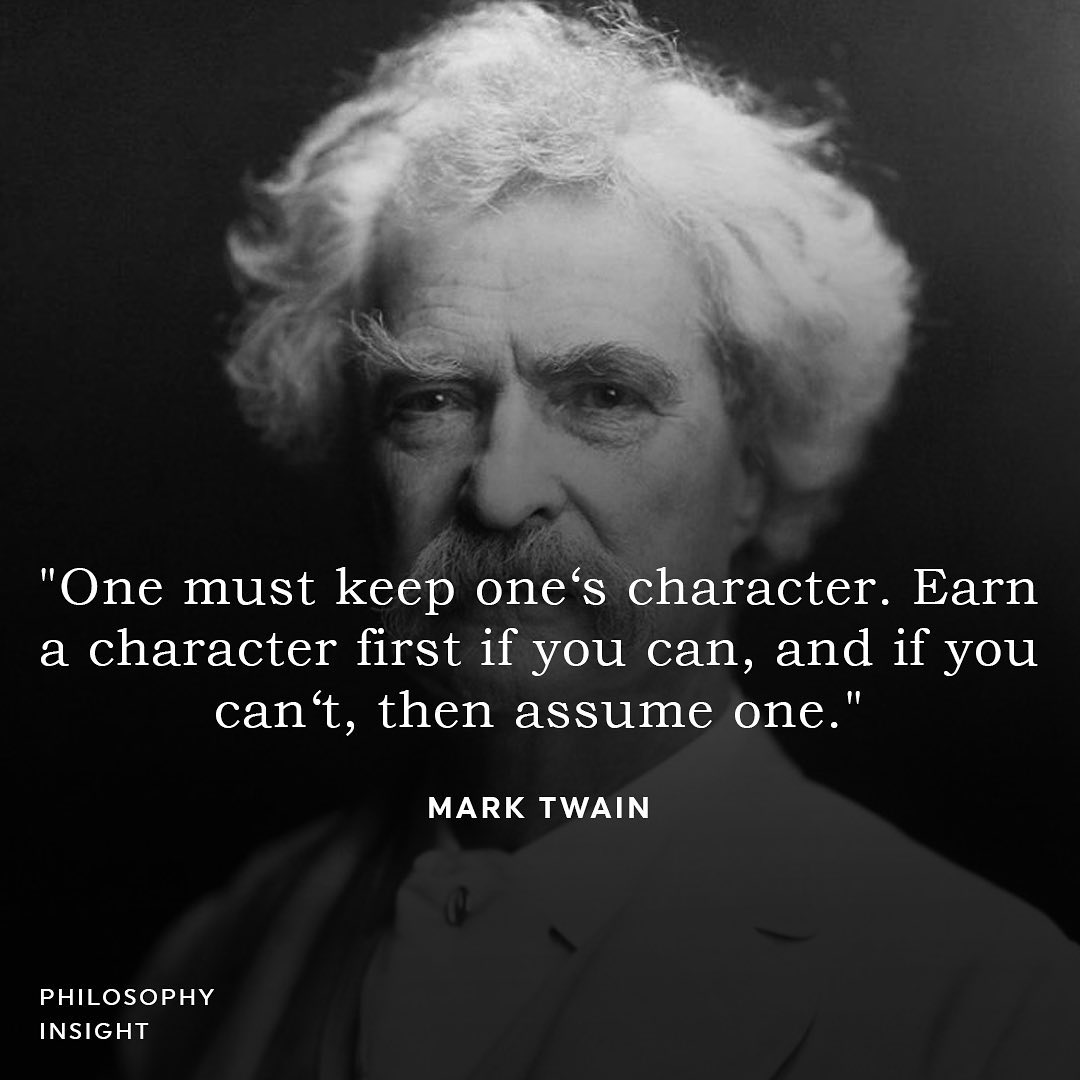 "One must keep one‘s character. Earn
a character first if you can, and if you
can‘t, then assume one."
MARK TWAIN
PHILOSOPHY
INSIGHT